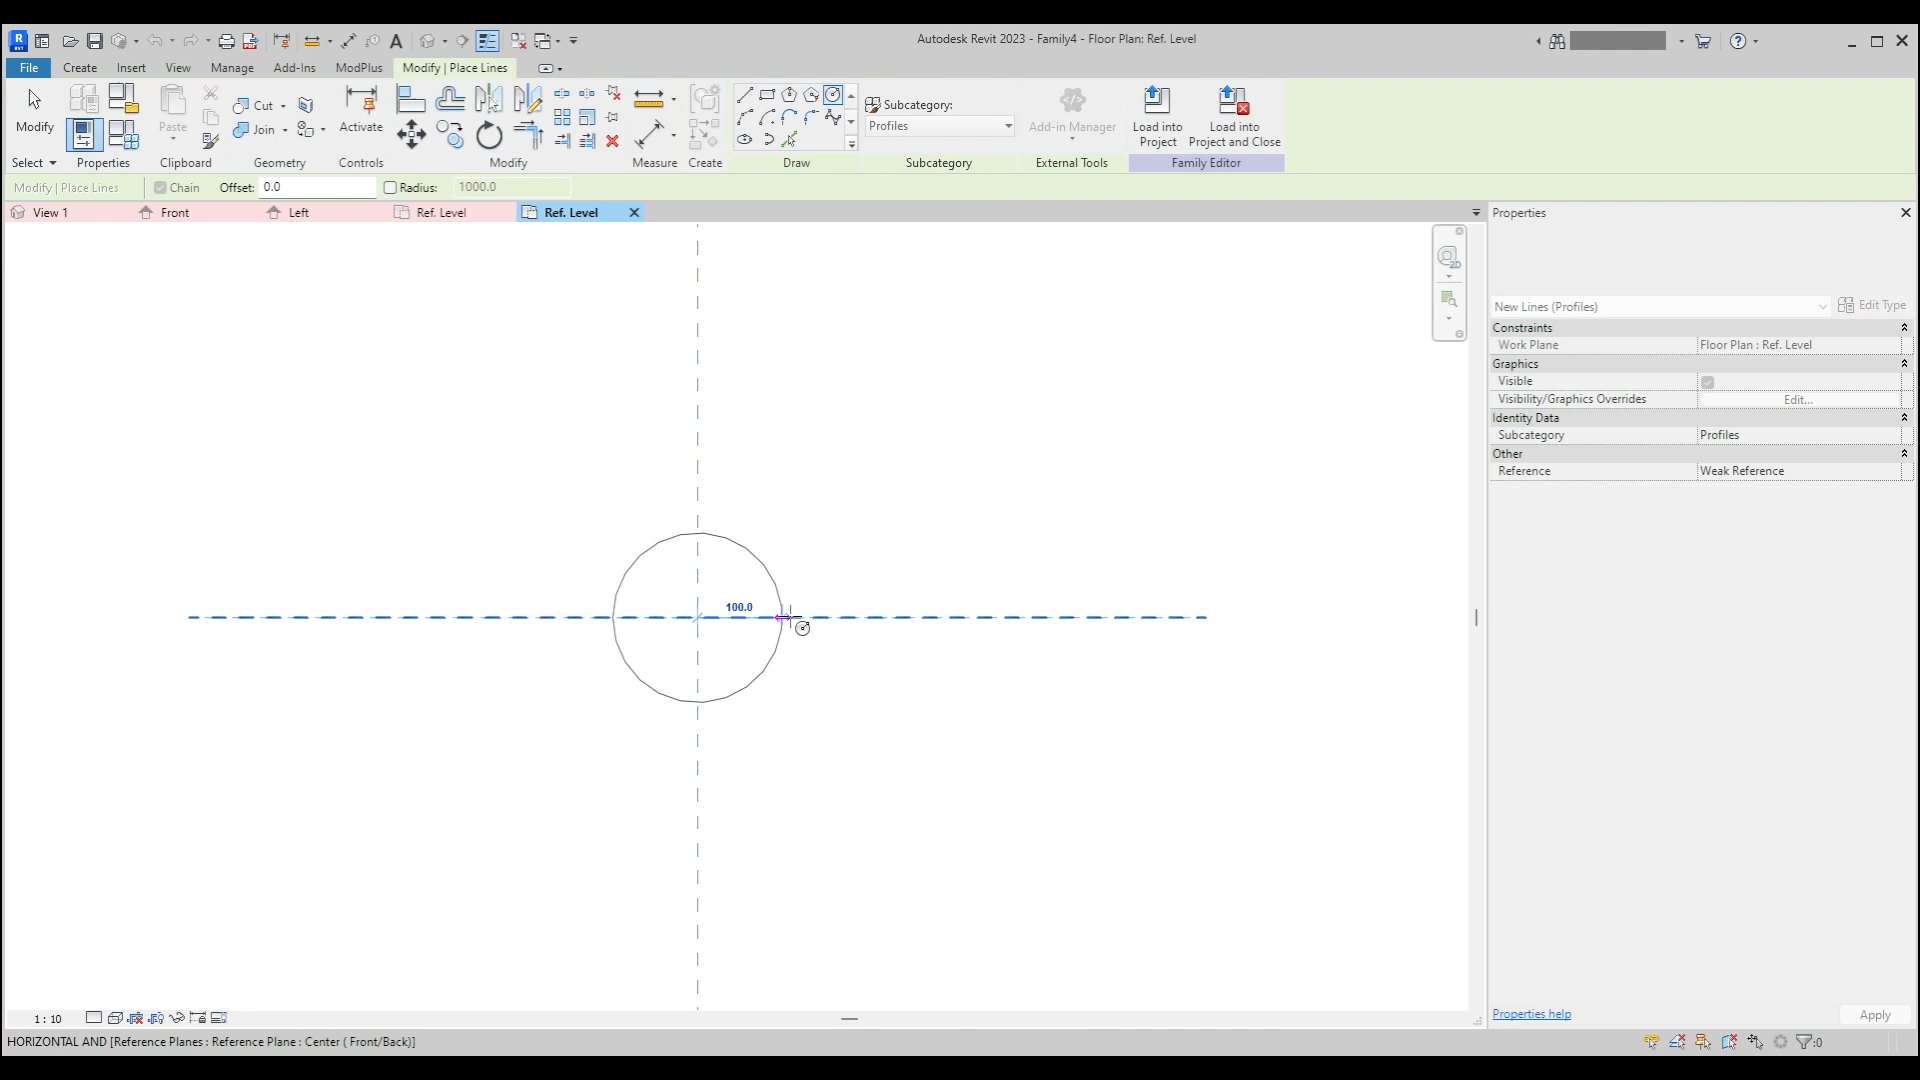 Autodesk Revit 2023 - Family4 - Floor Plan: Ref. Level
File Create Insert View Manage Add-Ins ModPlus Modify | Place Lines
Modify Paste Cut Join Activate Subcategory: Profiles Add-in Manager Load into Project Load into Project and Close
Select Properties Clipboard Geometry Controls Modify Measure Create Draw Subcategory External Tools Family Editor
Modify | Place Lines Chain Offset: 0.0 Radius: 1000.0
View 1 Front Left Ref. Level Ref. Level
Properties
2D
New Lines (Profiles) Edit Type
Constraints
Work Plane Floor Plan : Ref. Level
Graphics
Visible
Visibility/Graphics Overrides Edit...
Identity Data
Subcategory Profiles
Other
Reference Weak Reference
100.0
Properties help Apply
1 : 10
HORIZONTAL AND [Reference Planes : Reference Plane : Center ( Front/Back)]
:0